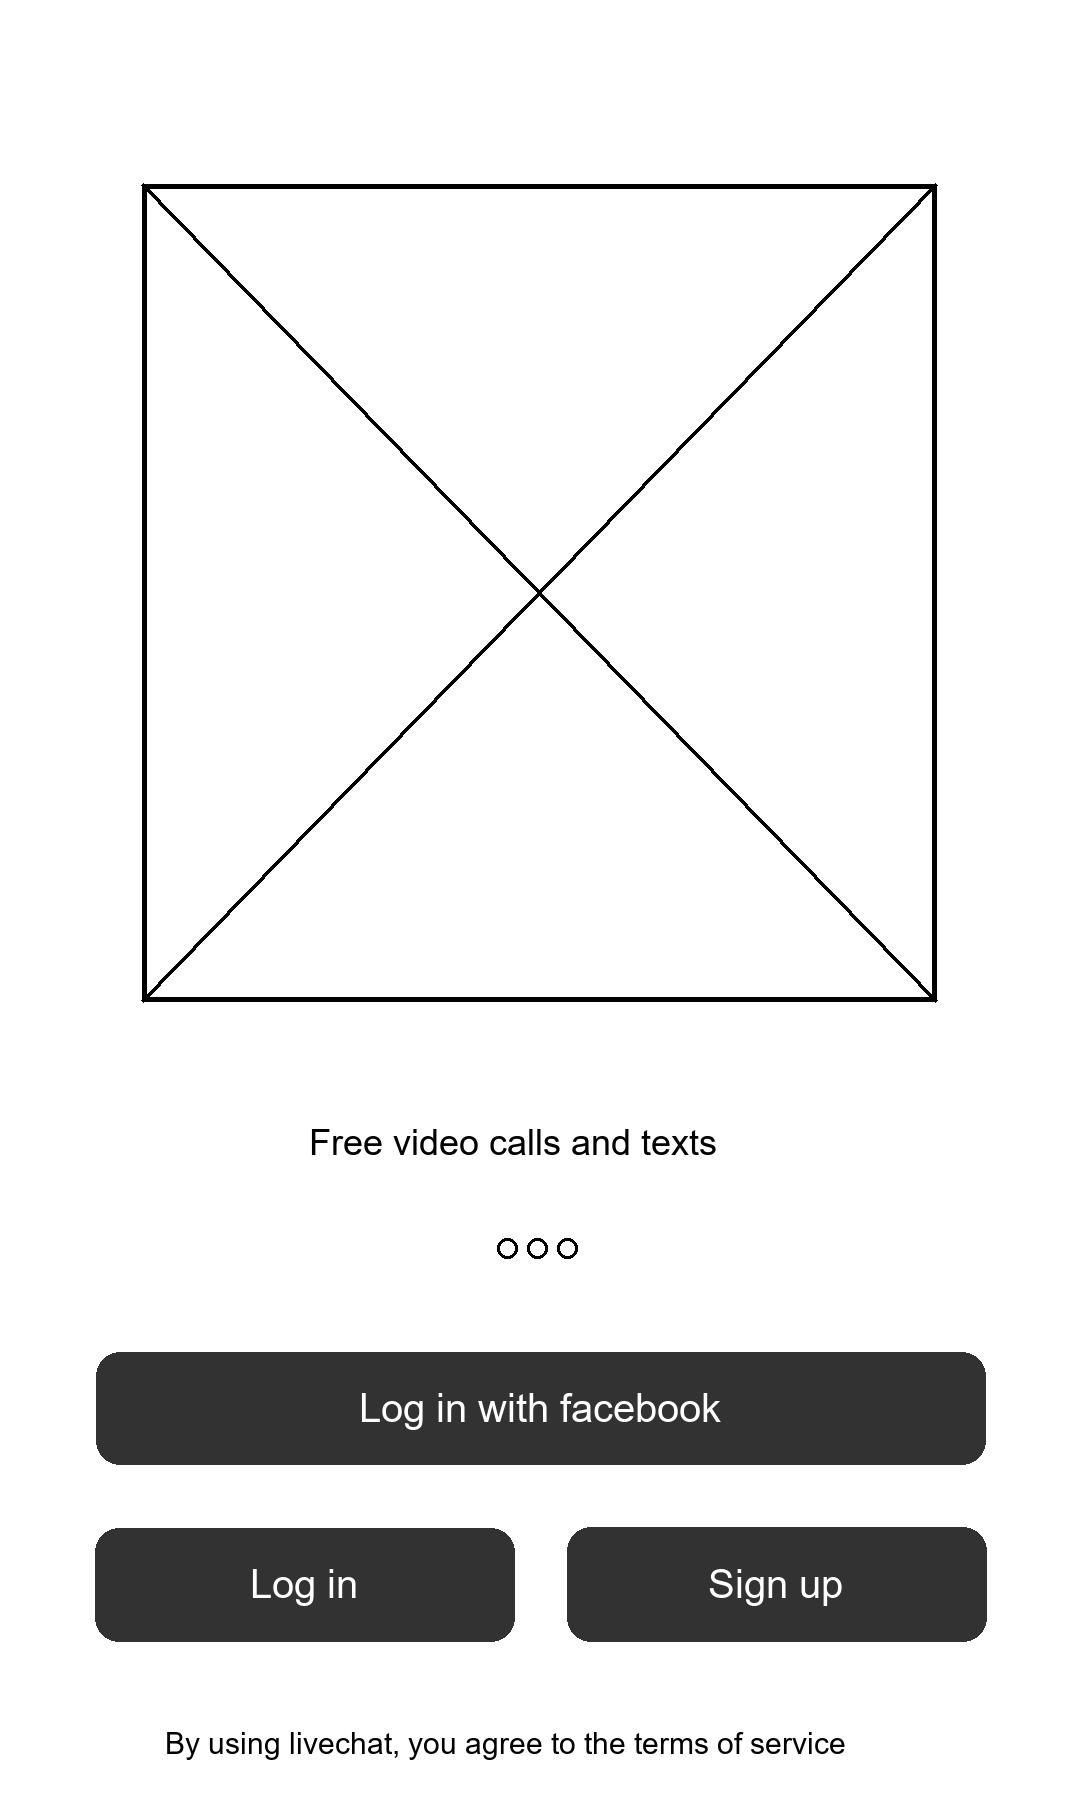 Free video calls and texts
Log in with facebook
Log in
Sign up
By using livechat, you agree to the terms of service